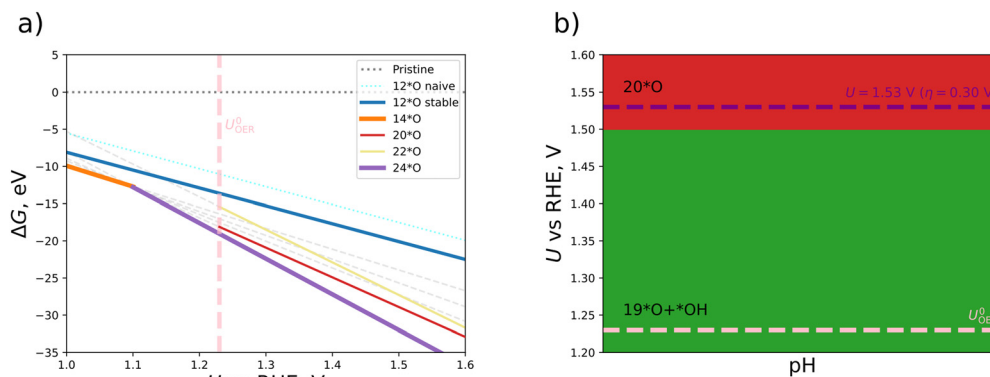 a)
5
0
−5
−10
−15
−20
−25
−30
−35
ΔG, eV
1.0 1.1 1.2 1.3 1.4 1.5 1.6
U⁰OER
Pristine
12*O naive
12*O stable
14*O
20*O
22*O
24*O
b)
1.60
1.55
1.50
1.45
1.40
1.35
1.30
1.25
1.20
U vs RHE, V
20*O
U = 1.53 V (η = 0.30 V
19*O+*OH
U⁰OER
pH